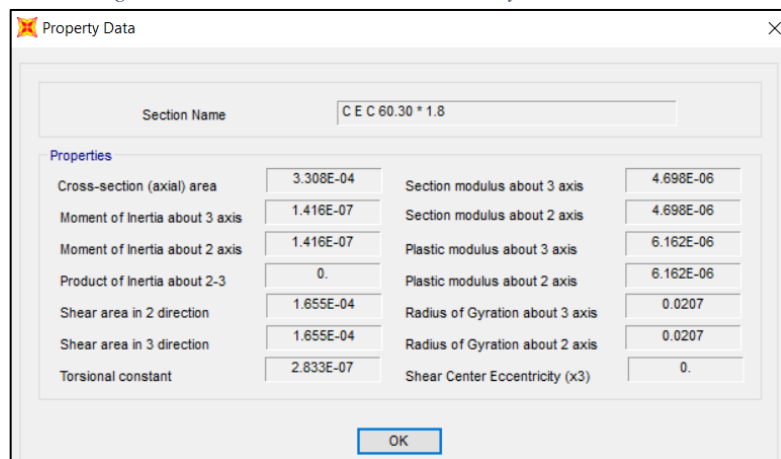 Property Data
Section Name C E C 60.30 * 1.8
Properties
Cross-section (axial) area 3.308E-04 Section modulus about 3 axis 4.698E-06
Moment of Inertia about 3 axis 1.416E-07 Section modulus about 2 axis 4.698E-06
Moment of Inertia about 2 axis 1.416E-07 Plastic modulus about 3 axis 6.162E-06
Product of Inertia about 2-3 0. Plastic modulus about 2 axis 6.162E-06
Shear area in 2 direction 1.655E-04 Radius of Gyration about 3 axis 0.0207
Shear area in 3 direction 1.655E-04 Radius of Gyration about 2 axis 0.0207
Torsional constant 2.833E-07 Shear Center Eccentricity (x3) 0.
OK